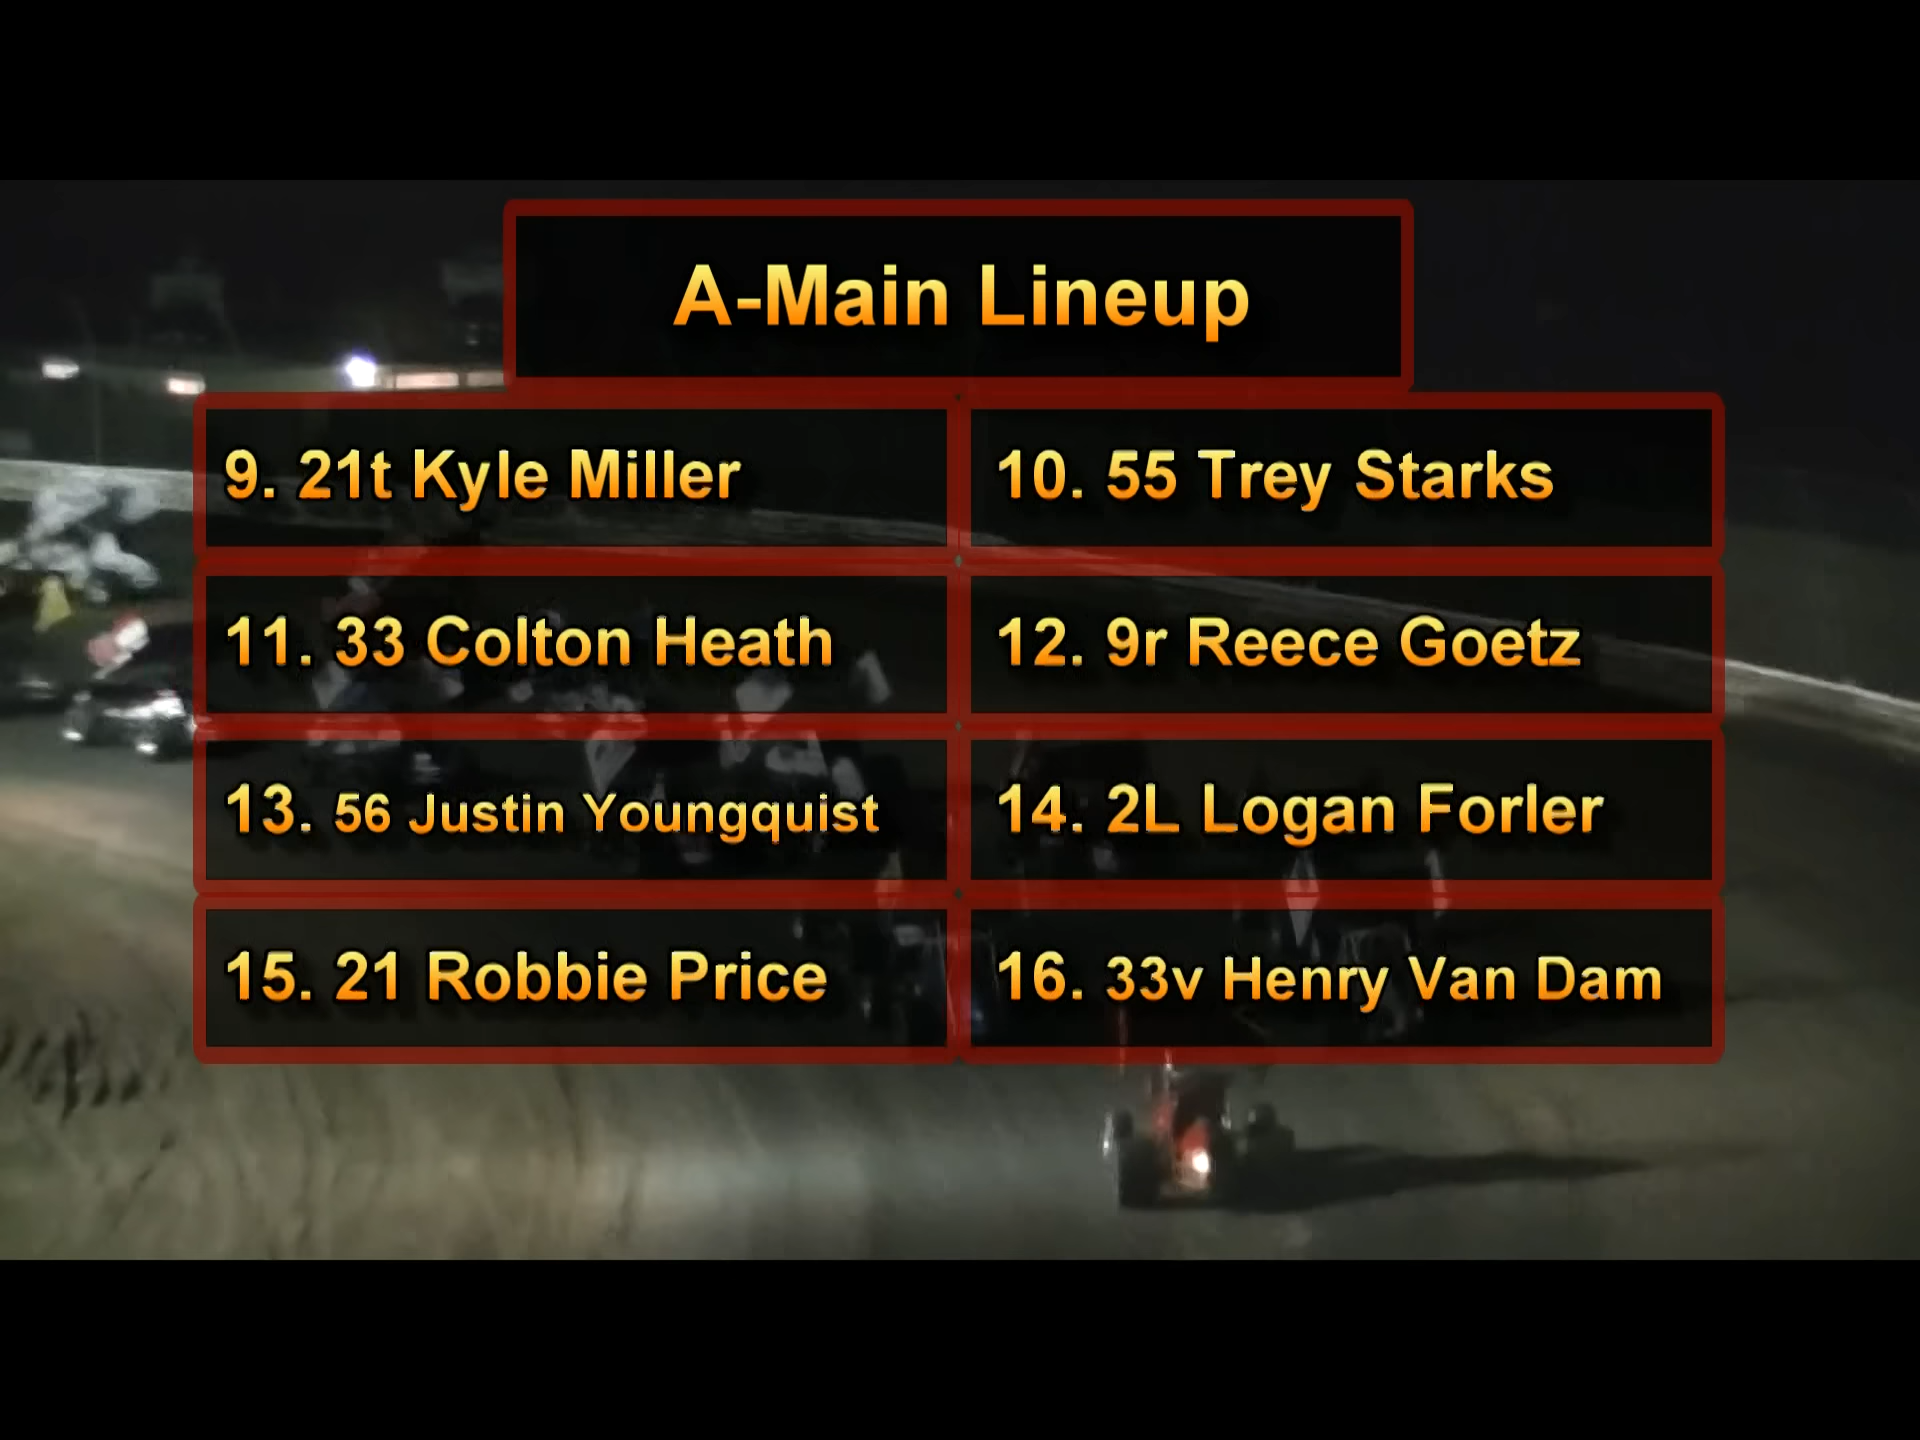 A-Main Lineup
9. 21t Kyle Miller
10. 55 Trey Starks
11. 33 Colton Heath
12. 9r Reece Goetz
13. 56 Justin Youngquist
14. 2L Logan Forler
15. 21 Robbie Price
16. 33v Henry Van Dam